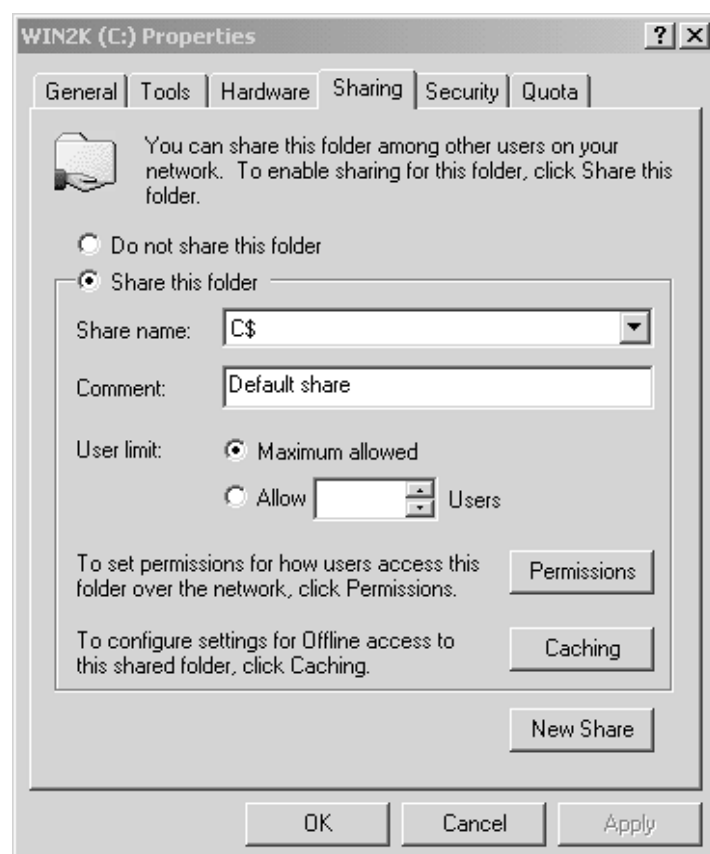 WIN2K (C:) Properties ? X
General Tools Hardware Sharing Security Quota
You can share this folder among other users on your
network. To enable sharing for this folder, click Share this
folder.
Do not share this folder
Share this folder
Share name: C$
Comment: Default share
User limit: Maximum allowed
Allow Users
To set permissions for how users access this
folder over the network, click Permissions.
Permissions
To configure settings for Offline access to
this shared folder, click Caching.
Caching
New Share
OK Cancel Apply